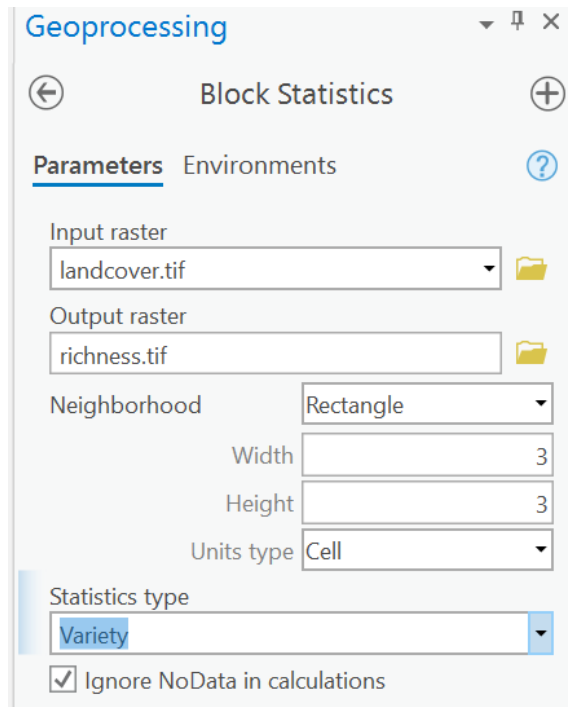 Geoprocessing
Block Statistics
Parameters Environments
Input raster
landcover.tif
Output raster
richness.tif
Neighborhood Rectangle
Width 3
Height 3
Units type Cell
Statistics type
Variety
Ignore NoData in calculations